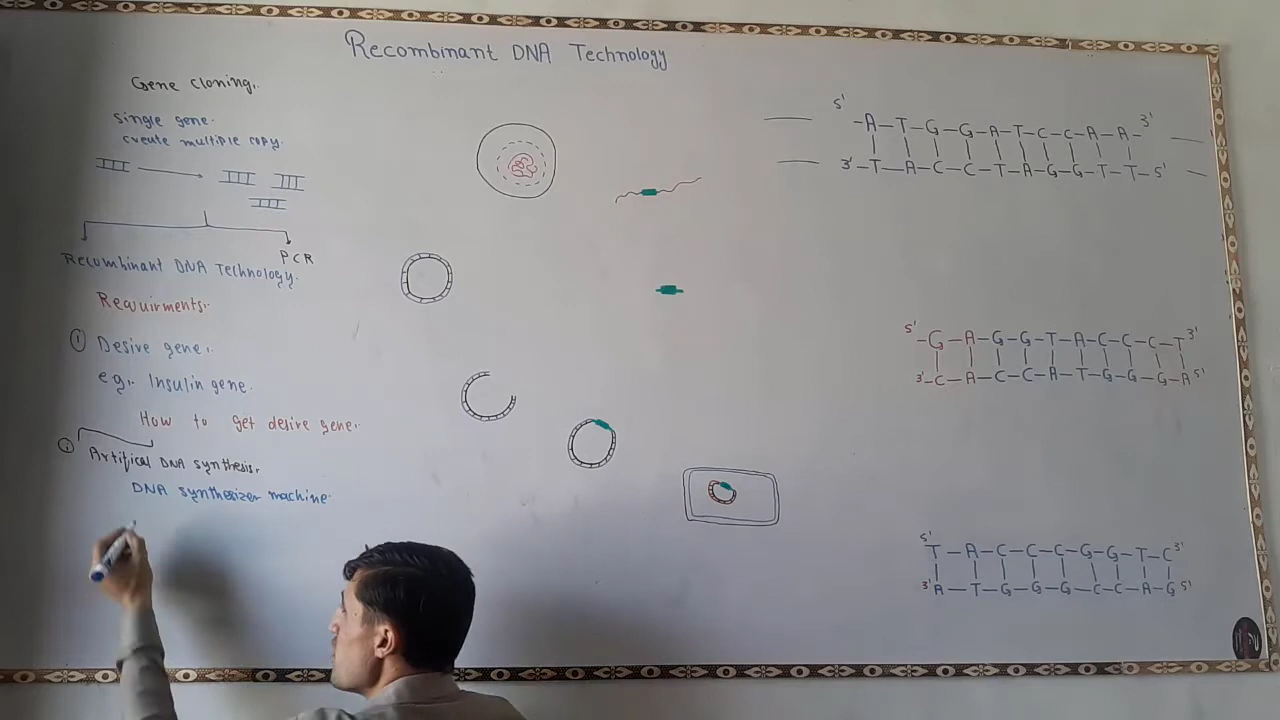 Recombinant DNA Technology
Gene cloning.
single gene.
create multiple copy.
PCR
Recombinant DNA Technology.
Requirments.
① Desire gene.
eg. Insulin gene.
How to get desire gene.
① Artifical DNA synthesis.
DNA synthesizer machine.
5' -A-T-G-G-A-T-C-C-A-A- 3'
3'-T-A-C-C-T-A-G-G-T-T-5'
5' -G-A-G-G-T-A-C-C-C-T 3'
3'-C-A-C-C-A-T-G-G-G-A 5'
5' T-A-C-C-C-G-G-T-C 3'
3' A-T-G-G-G-C-C-A-G 5'